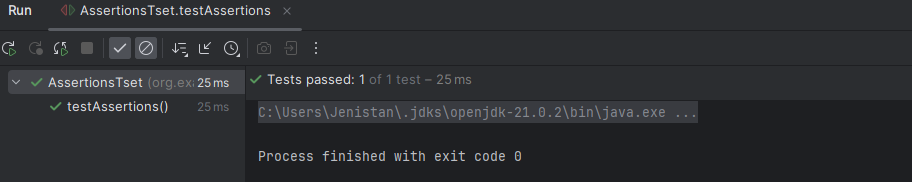 Run AssertionsTset.testAssertions
Tests passed: 1 of 1 test – 25 ms
AssertionsTset (org.exa 25 ms
testAssertions() 25 ms
C:\Users\Jenistan\.jdks\openjdk-21.0.2\bin\java.exe ...
Process finished with exit code 0